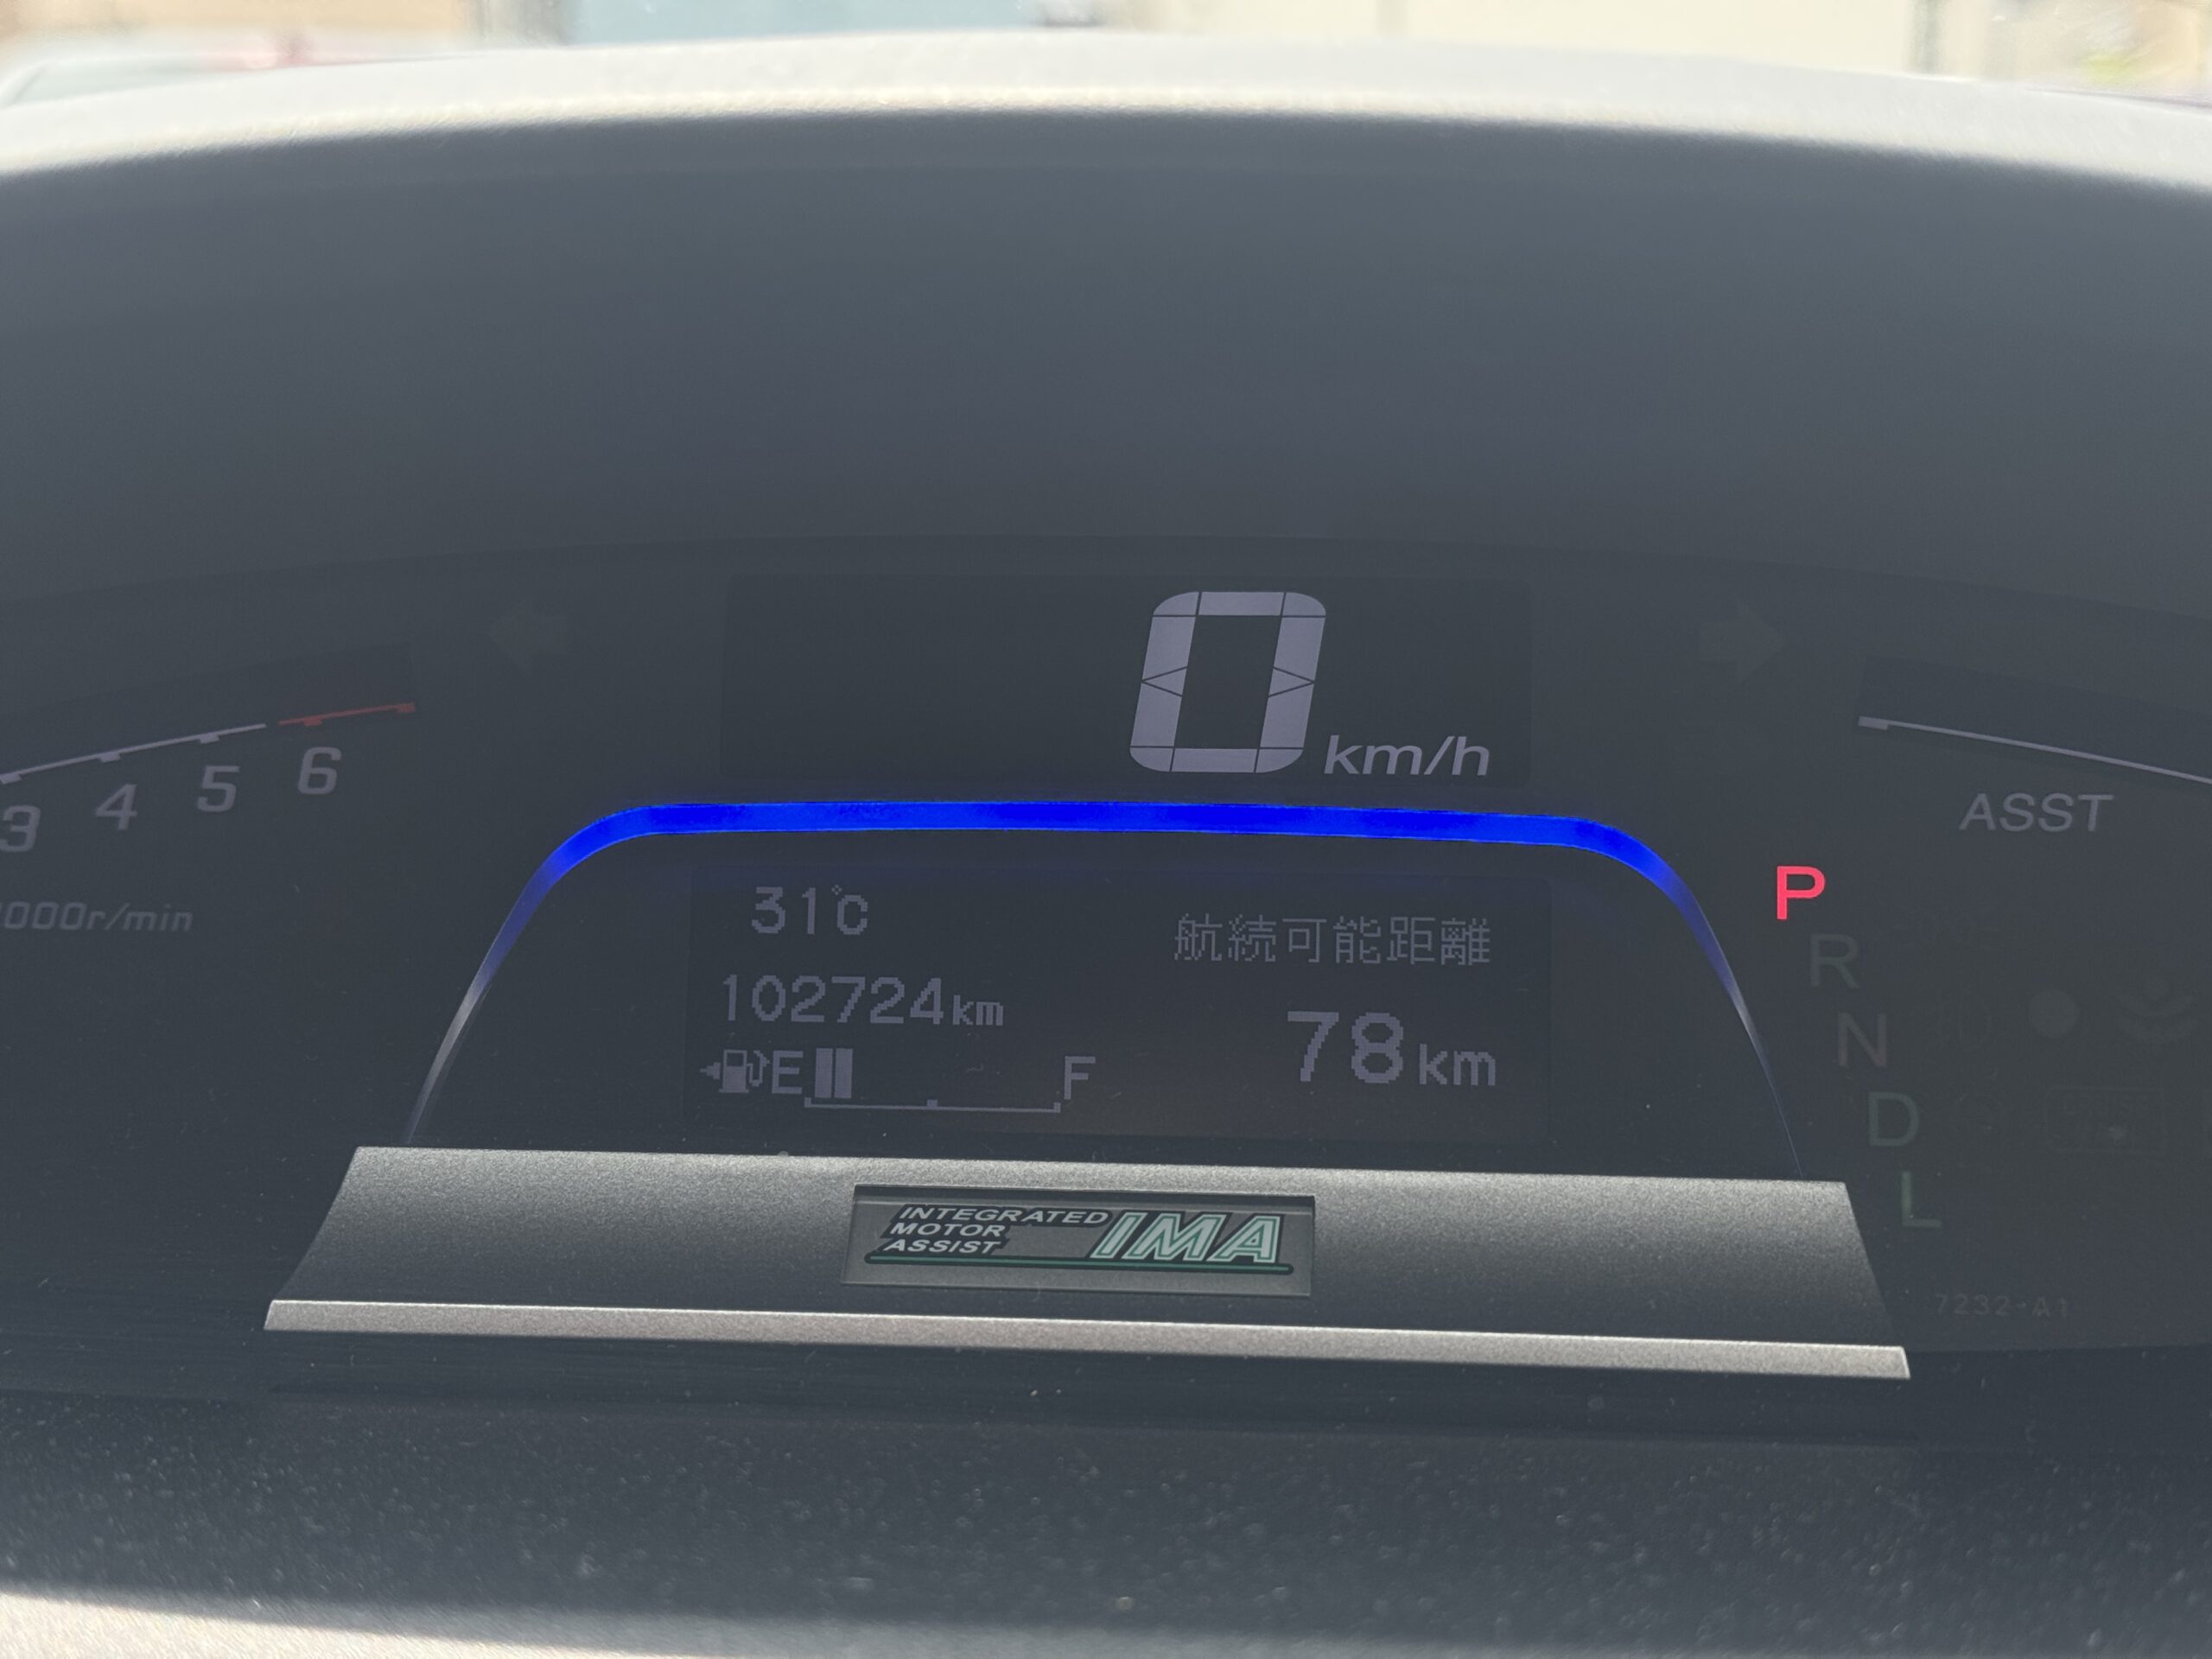 0 km/h
3 4 5 6
000r/min
ASST
31℃
航続可能距離
102724km
78km
E F
P
R
N
D
L
INTEGRATED
MOTOR
ASSIST
IMA
7232-A1